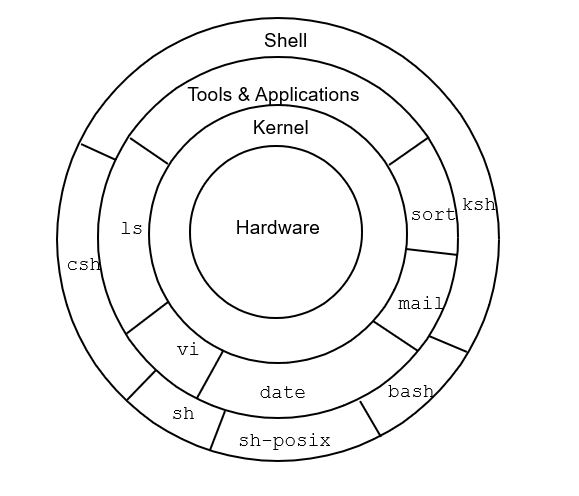 Shell
Tools & Applications
Kernel
ksh
sort
ls
Hardware
csh
mail
vi
date
bash
sh
sh-posix